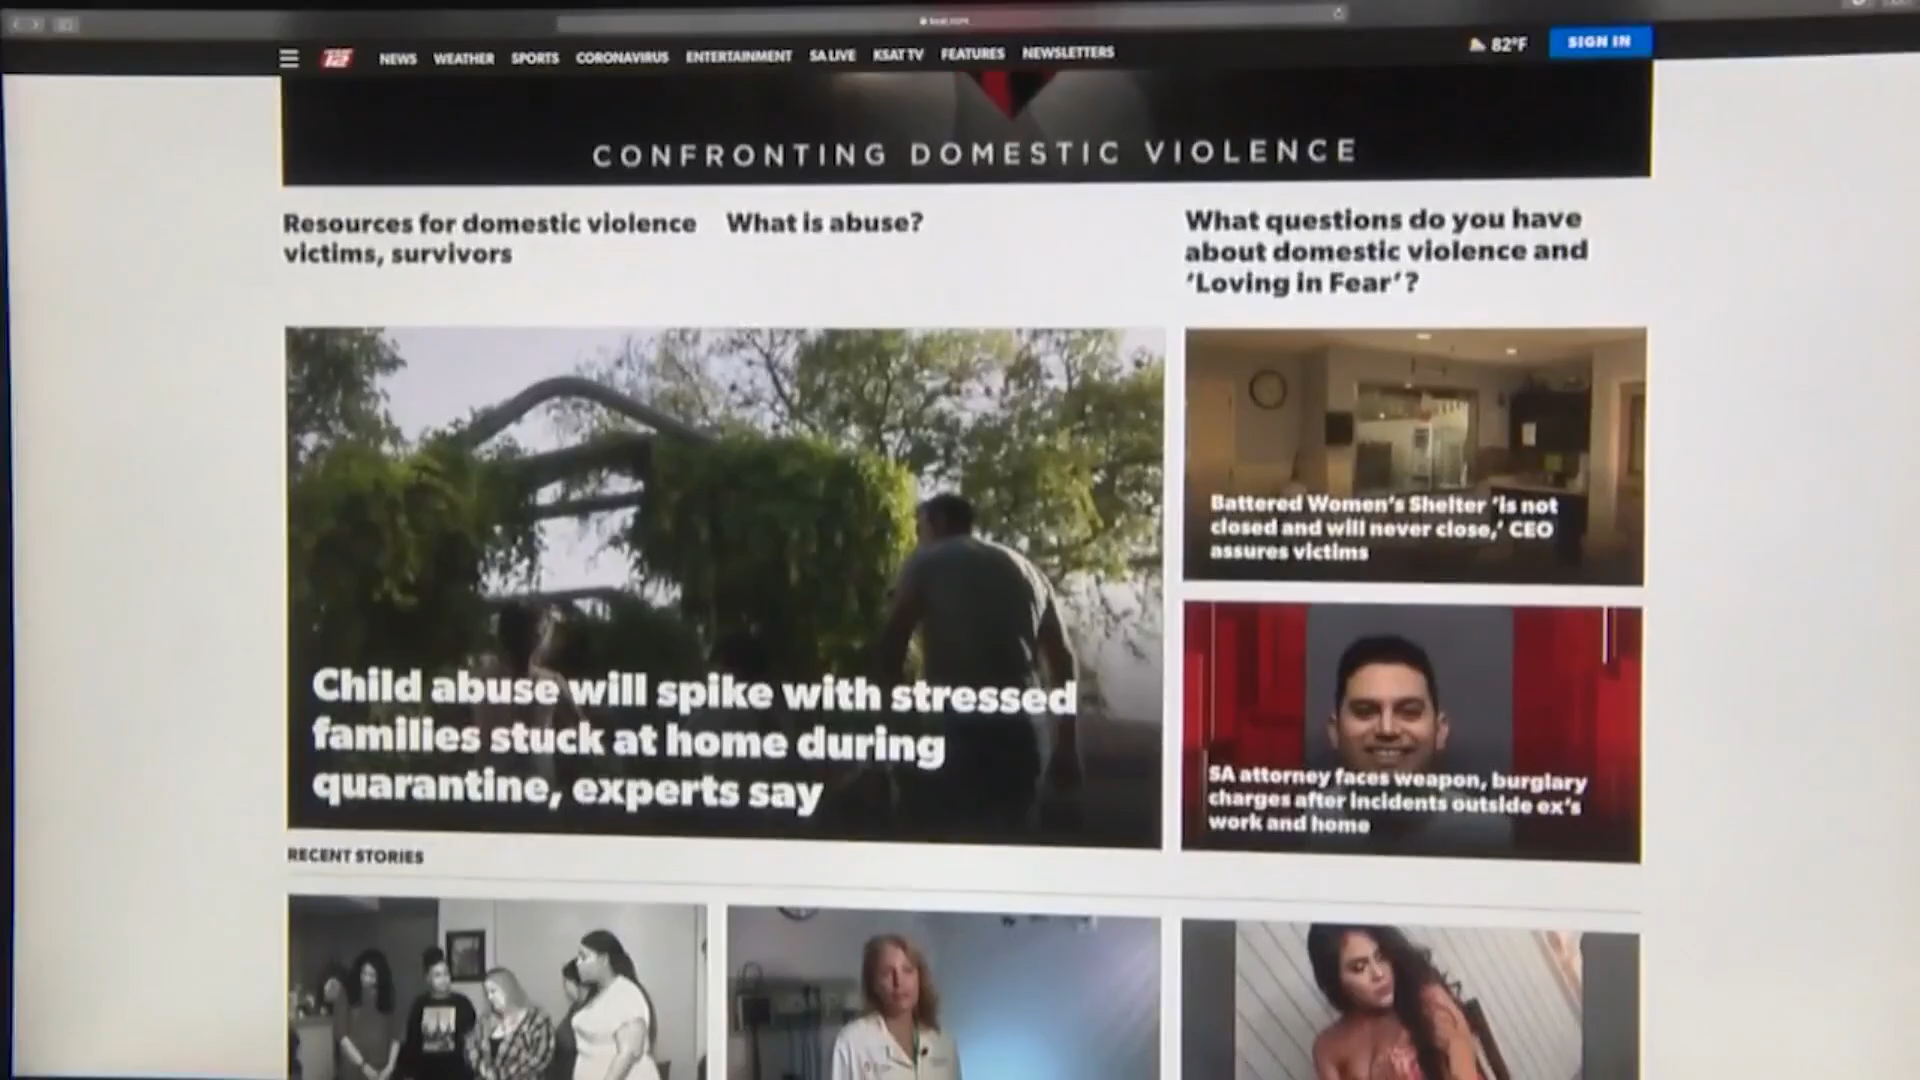 NEWS WEATHER SPORTS CORONAVIRUS ENTERTAINMENT SA LIVE KSAT TV FEATURES NEWSLETTERS
82°F
SIGN IN
CONFRONTING DOMESTIC VIOLENCE
Resources for domestic violence
victims, survivors
What is abuse?
What questions do you have
about domestic violence and
‘Loving in Fear’?
Child abuse will spike with stressed
families stuck at home during
quarantine, experts say
Battered Women’s Shelter ‘is not
closed and will never close,’ CEO
assures victims
SA attorney faces weapon, burglary
charges after incidents outside ex’s
work and home
RECENT STORIES